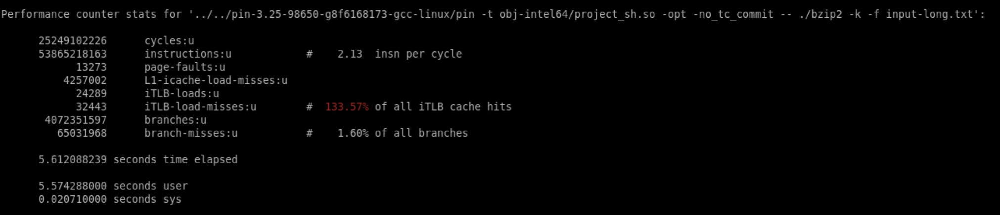 Performance counter stats for '../../pin-3.25-98650-g8f6168173-gcc-linux/pin -t obj-intel64/project_sh.so -opt -no_tc_commit -- ./bzip2 -k -f input-long.txt':
25249102226 cycles:u
53865218163 instructions:u # 2.13 insn per cycle
13273 page-faults:u
4257002 L1-icache-load-misses:u
24289 iTLB-loads:u
32443 iTLB-load-misses:u # 133.57% of all iTLB cache hits
4072351597 branches:u
65031968 branch-misses:u # 1.60% of all branches
5.612088239 seconds time elapsed
5.574288000 seconds user
0.020710000 seconds sys